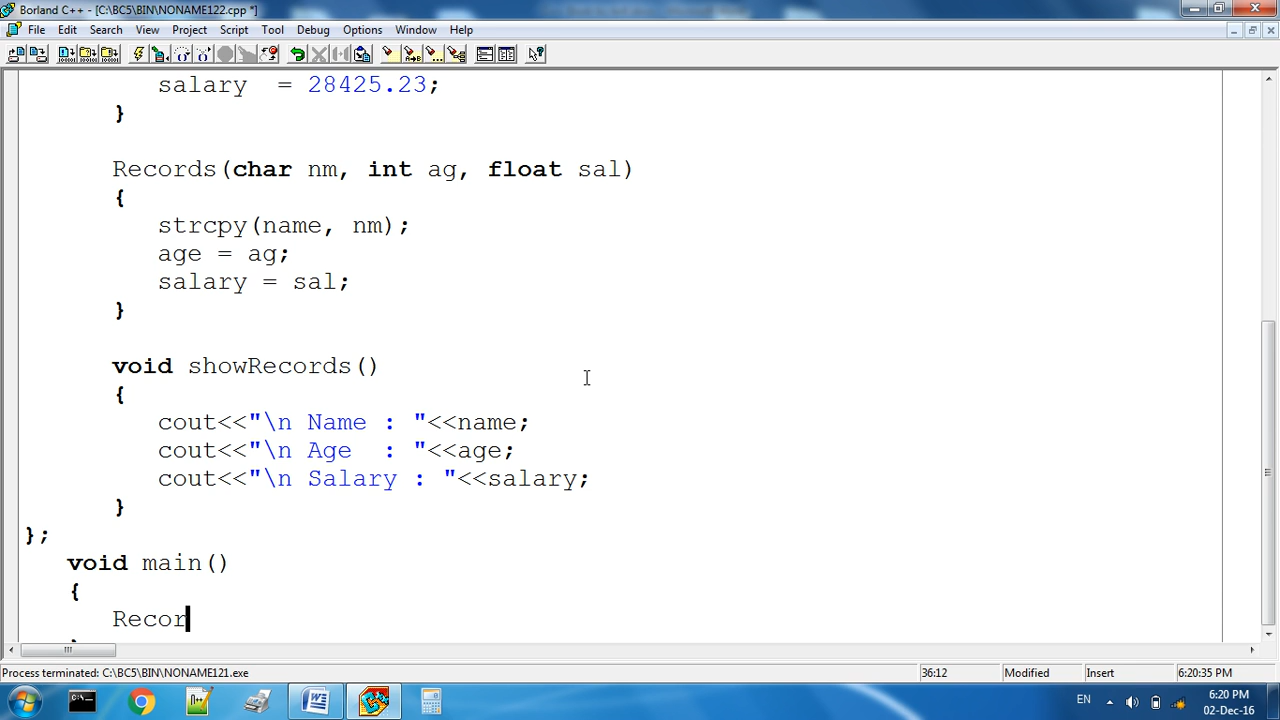 Borland C++ - [C:\BC5\BIN\NONAME122.cpp *]
File Edit Search View Project Script Tool Debug Options Window Help
salary  = 28425.23;
}
Records(char nm, int ag, float sal)
{
strcpy(name, nm);
age = ag;
salary = sal;
}
void showRecords()
{
cout<<"\n Name : "<<name;
cout<<"\n Age  : "<<age;
cout<<"\n Salary : "<<salary;
}
};
void main()
{
Recor
Process terminated: C:\BC5\BIN\NONAME121.exe 36:12 Modified Insert 6:20:35 PM
EN 6:20 PM
02-Dec-16